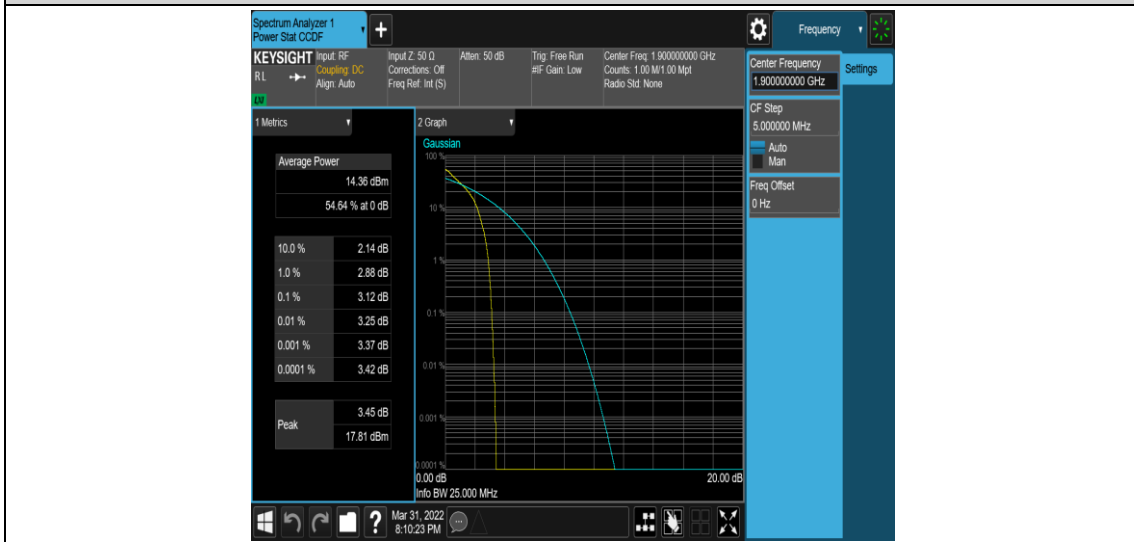 Spectrum Analyzer 1
Power Stat CCDF
Frequency
KEYSIGHT
RL
LXI
Input: RF
Coupling: DC
Align: Auto
Input Z: 50 Ω
Corrections: Off
Freq Ref: Int (S)
Atten: 50 dB
Trig: Free Run
#IF Gain: Low
Center Freq: 1.900000000 GHz
Counts: 1.00 M/1.00 Mpt
Radio Std: None
Center Frequency
1.900000000 GHz
Settings
CF Step
5.000000 MHz
Auto
Man
Freq Offset
0 Hz
1 Metrics
Average Power
14.36 dBm
54.64 % at 0 dB
10.0 % 2.14 dB
1.0 % 2.88 dB
0.1 % 3.12 dB
0.01 % 3.25 dB
0.001 % 3.37 dB
0.0001 % 3.42 dB
Peak
3.45 dB
17.81 dBm
2 Graph
Gaussian
100 %
10 %
1 %
0.1 %
0.01 %
0.001 %
0.0001 %
0.00 dB 20.00 dB
Info BW 25.000 MHz
Mar 31, 2022
8:10:23 PM